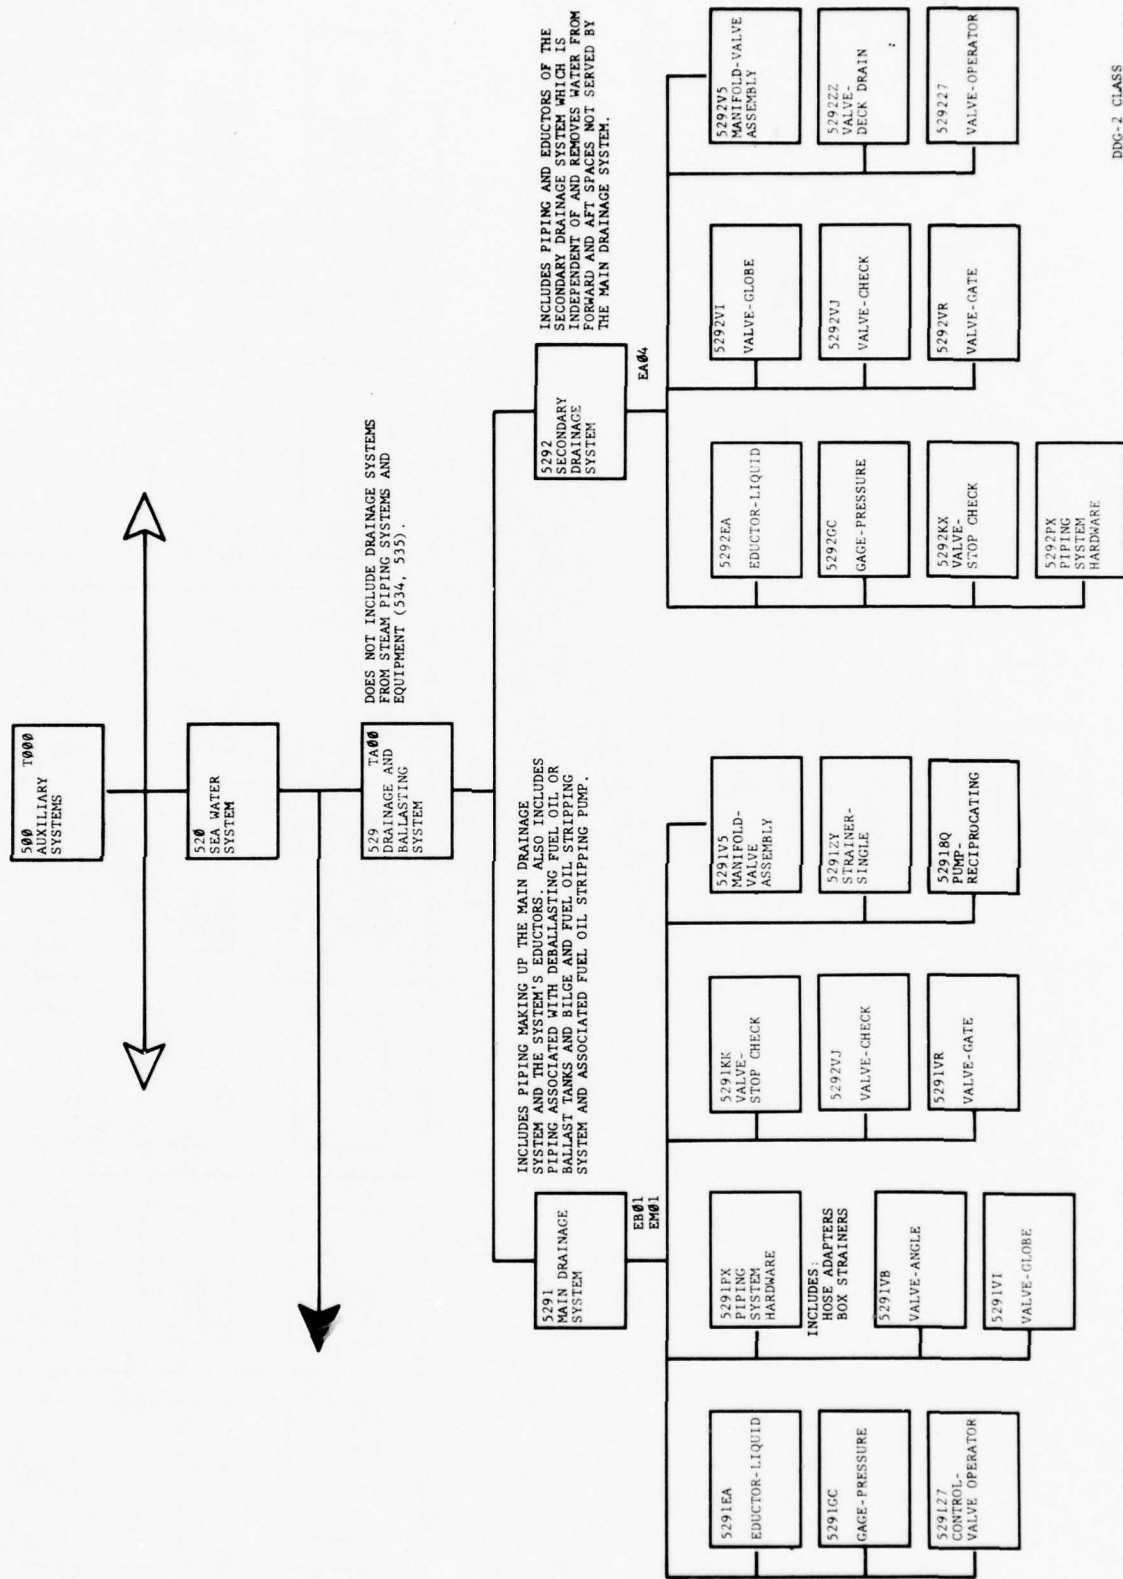 500 T000
AUXILIARY
SYSTEMS
520
SEA WATER
SYSTEM
529 TA00
DRAINAGE AND
BALLASTING
SYSTEM
DOES NOT INCLUDE DRAINAGE SYSTEMS
FROM STEAM PIPING SYSTEMS AND
EQUIPMENT (534, 535).
5291
MAIN DRAINAGE
SYSTEM
INCLUDES PIPING MAKING UP THE MAIN DRAINAGE
SYSTEM AND THE SYSTEM'S EDUCTORS. ALSO INCLUDES
PIPING ASSOCIATED WITH DEBALLASTING FUEL OIL OR
BALLAST TANKS AND BILGE AND FUEL OIL STRIPPING
SYSTEM AND ASSOCIATED FUEL OIL STRIPPING PUMP.
EB01
EM01
5292
SECONDARY
DRAINAGE
SYSTEM
INCLUDES PIPING AND EDUCTORS OF THE
SECONDARY DRAINAGE SYSTEM WHICH IS
INDEPENDENT OF AND REMOVES WATER FROM
FORWARD AND AFT SPACES NOT SERVED BY
THE MAIN DRAINAGE SYSTEM.
EA04
5291EA
EDUCTOR-LIQUID
5291GC
GAGE-PRESSURE
529127
CONTROL-
VALVE OPERATOR
5291PX
PIPING
SYSTEM
HARDWARE
INCLUDES:
HOSE ADAPTERS
BOX STRAINERS
5291VB
VALVE-ANGLE
5291VI
VALVE-GLOBE
5291KK
VALVE-
STOP CHECK
5292VJ
VALVE-CHECK
5291VR
VALVE-GATE
5291V5
MANIFOLD-
VALVE
ASSEMBLY
5291ZY
STRAINER-
SINGLE
52918Q
PUMP-
RECIPROCATING
5292EA
EDUCTOR-LIQUID
5292GC
GAGE-PRESSURE
5292KX
VALVE-
STOP CHECK
5292PX
PIPING
SYSTEM
HARDWARE
5292VI
VALVE-GLOBE
5292VJ
VALVE-CHECK
5292VR
VALVE-GATE
5292V5
MANIFOLD-VALVE
ASSEMBLY
5292ZZ
VALVE-
DECK DRAIN
529227
VALVE-OPERATOR
DDG-2 CLASS